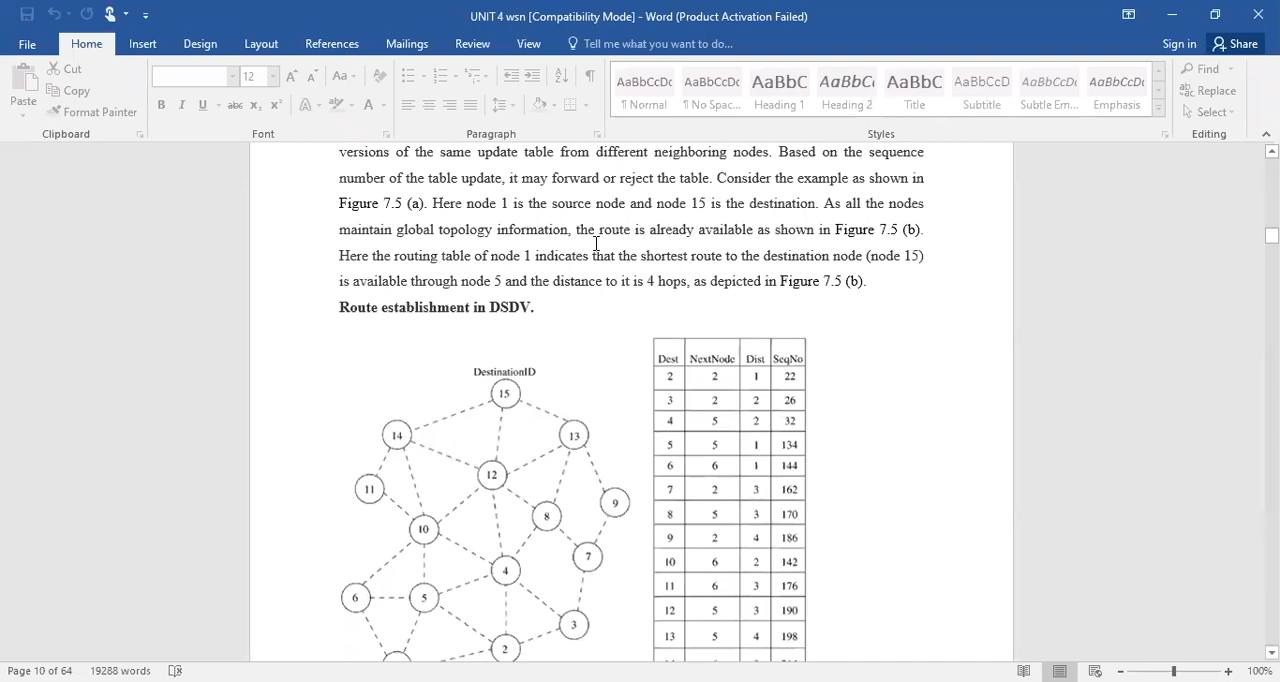 UNIT 4 wsn [Compatibility Mode] - Word (Product Activation Failed)
File Home Insert Design Layout References Mailings Review View Tell me what you want to do... Sign in Share
Paste
Cut
Copy
Format Painter
12
Aa
B I U abc x₂ x² A A
AaBbCcDc AaBbCcDc AaBbC AaBbCc AaBbC AaBbCcD AaBbCcDc AaBbCcDc
¶ Normal ¶ No Spac... Heading 1 Heading 2 Title Subtitle Subtle Em... Emphasis
Find
Replace
Select
Clipboard Font Paragraph Styles Editing
versions of the same update table from different neighboring nodes. Based on the sequence
number of the table update, it may forward or reject the table. Consider the example as shown in
Figure 7.5 (a). Here node 1 is the source node and node 15 is the destination. As all the nodes
maintain global topology information, the route is already available as shown in Figure 7.5 (b).
Here the routing table of node 1 indicates that the shortest route to the destination node (node 15)
is available through node 5 and the distance to it is 4 hops, as depicted in Figure 7.5 (b).
Route establishment in DSDV.
DestinationID
15
14
13
12
11
9
8
10
7
4
6
5
3
2
Dest NextNode Dist SeqNo
2 2 1 22
3 2 2 26
4 5 2 32
5 5 1 134
6 6 1 144
7 2 3 162
8 5 3 170
9 2 4 186
10 6 2 142
11 6 3 176
12 5 3 190
13 5 4 198
Page 10 of 64 19288 words 100%